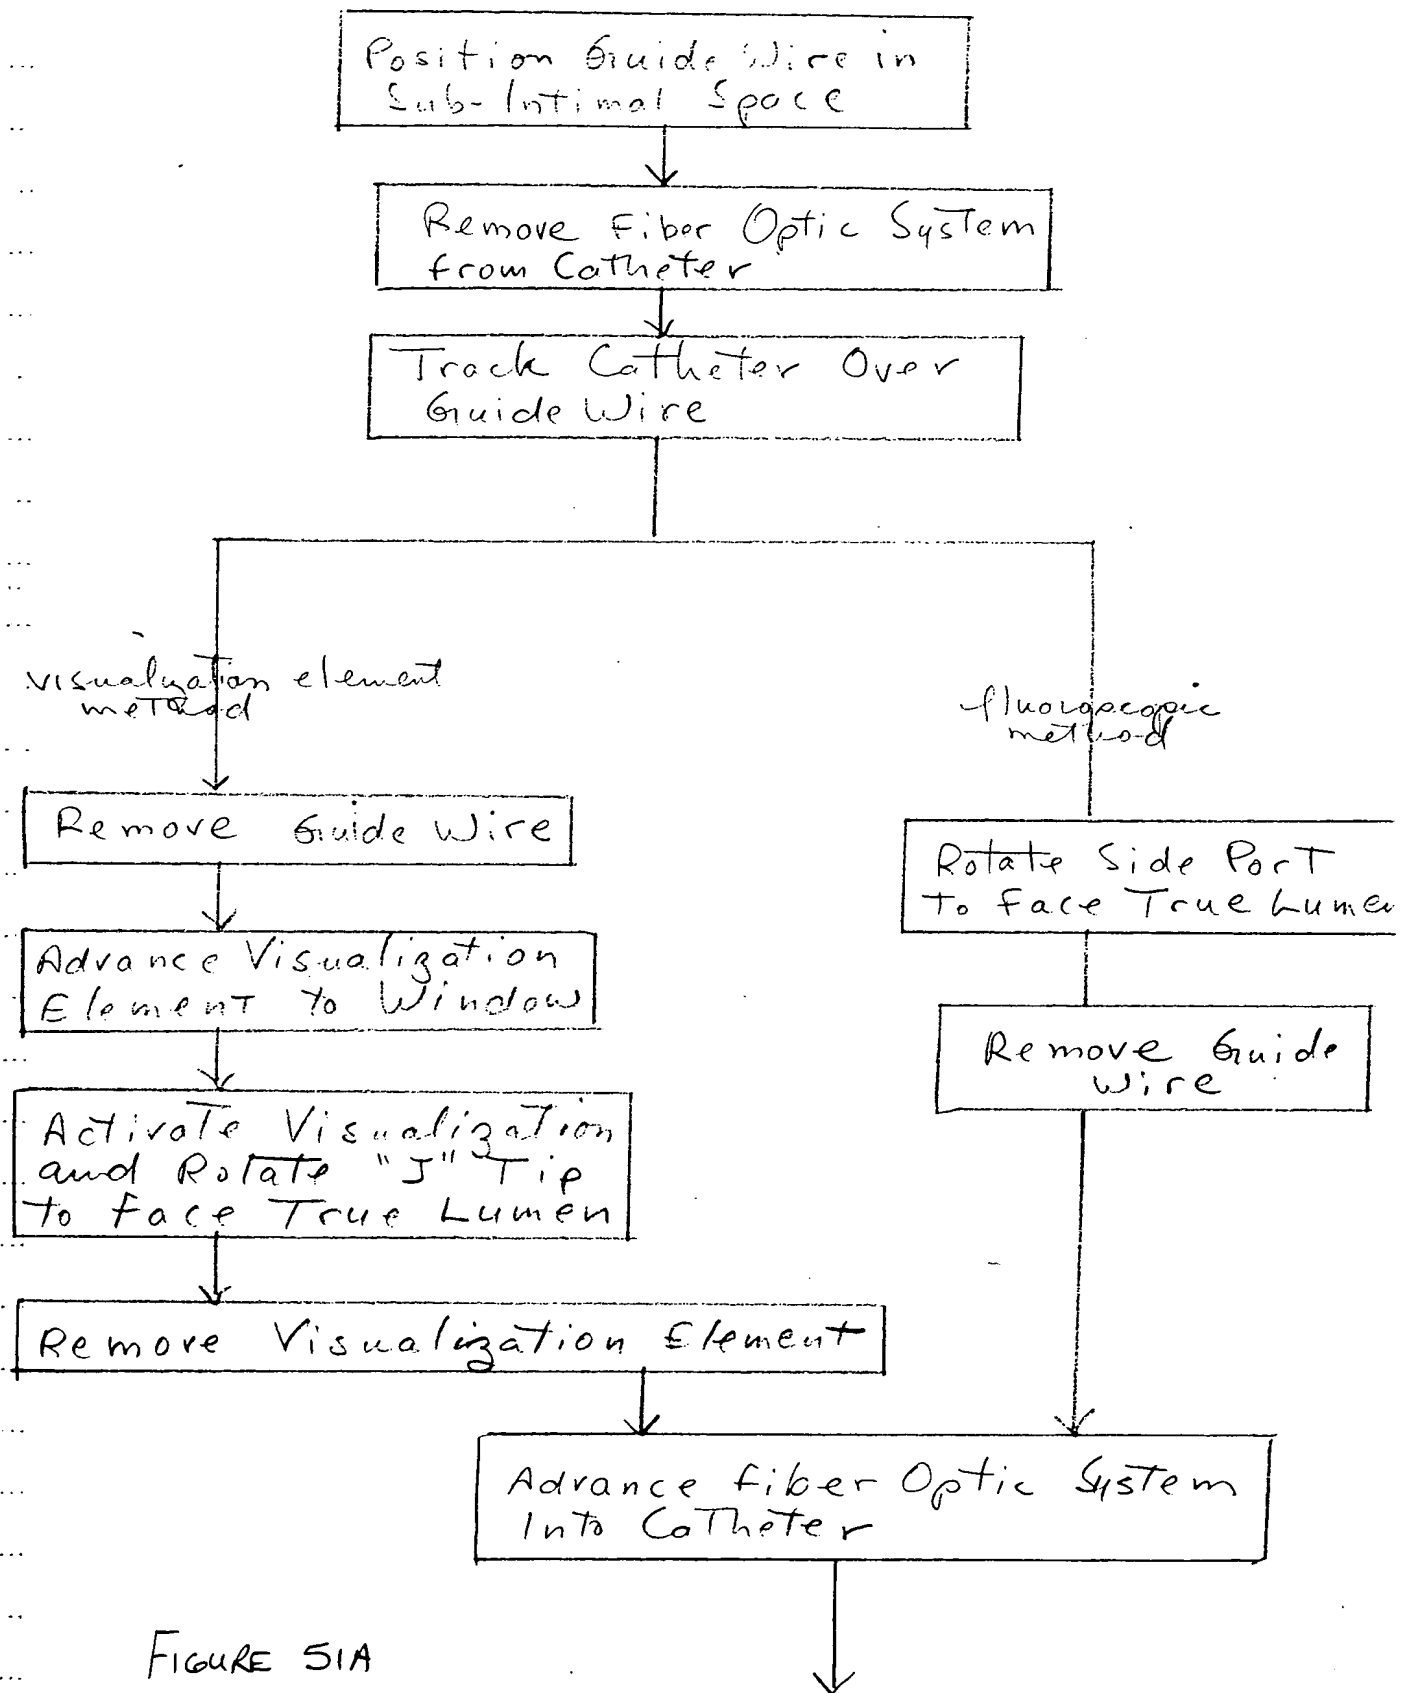 Position Guide Wire in
Sub-Intimal Space
Remove Fiber Optic System
from Catheter
Track Catheter Over
Guide Wire
visualization element
method
fluoroscopic
method
Remove Guide Wire
Rotate Side Port
to Face True Lumen
Advance Visualization
Element to Window
Remove Guide
Wire
Activate Visualization
and Rotate "J" Tip
to Face True Lumen
Remove Visualization Element
Advance Fiber Optic System
Into Catheter
FIGURE 51A